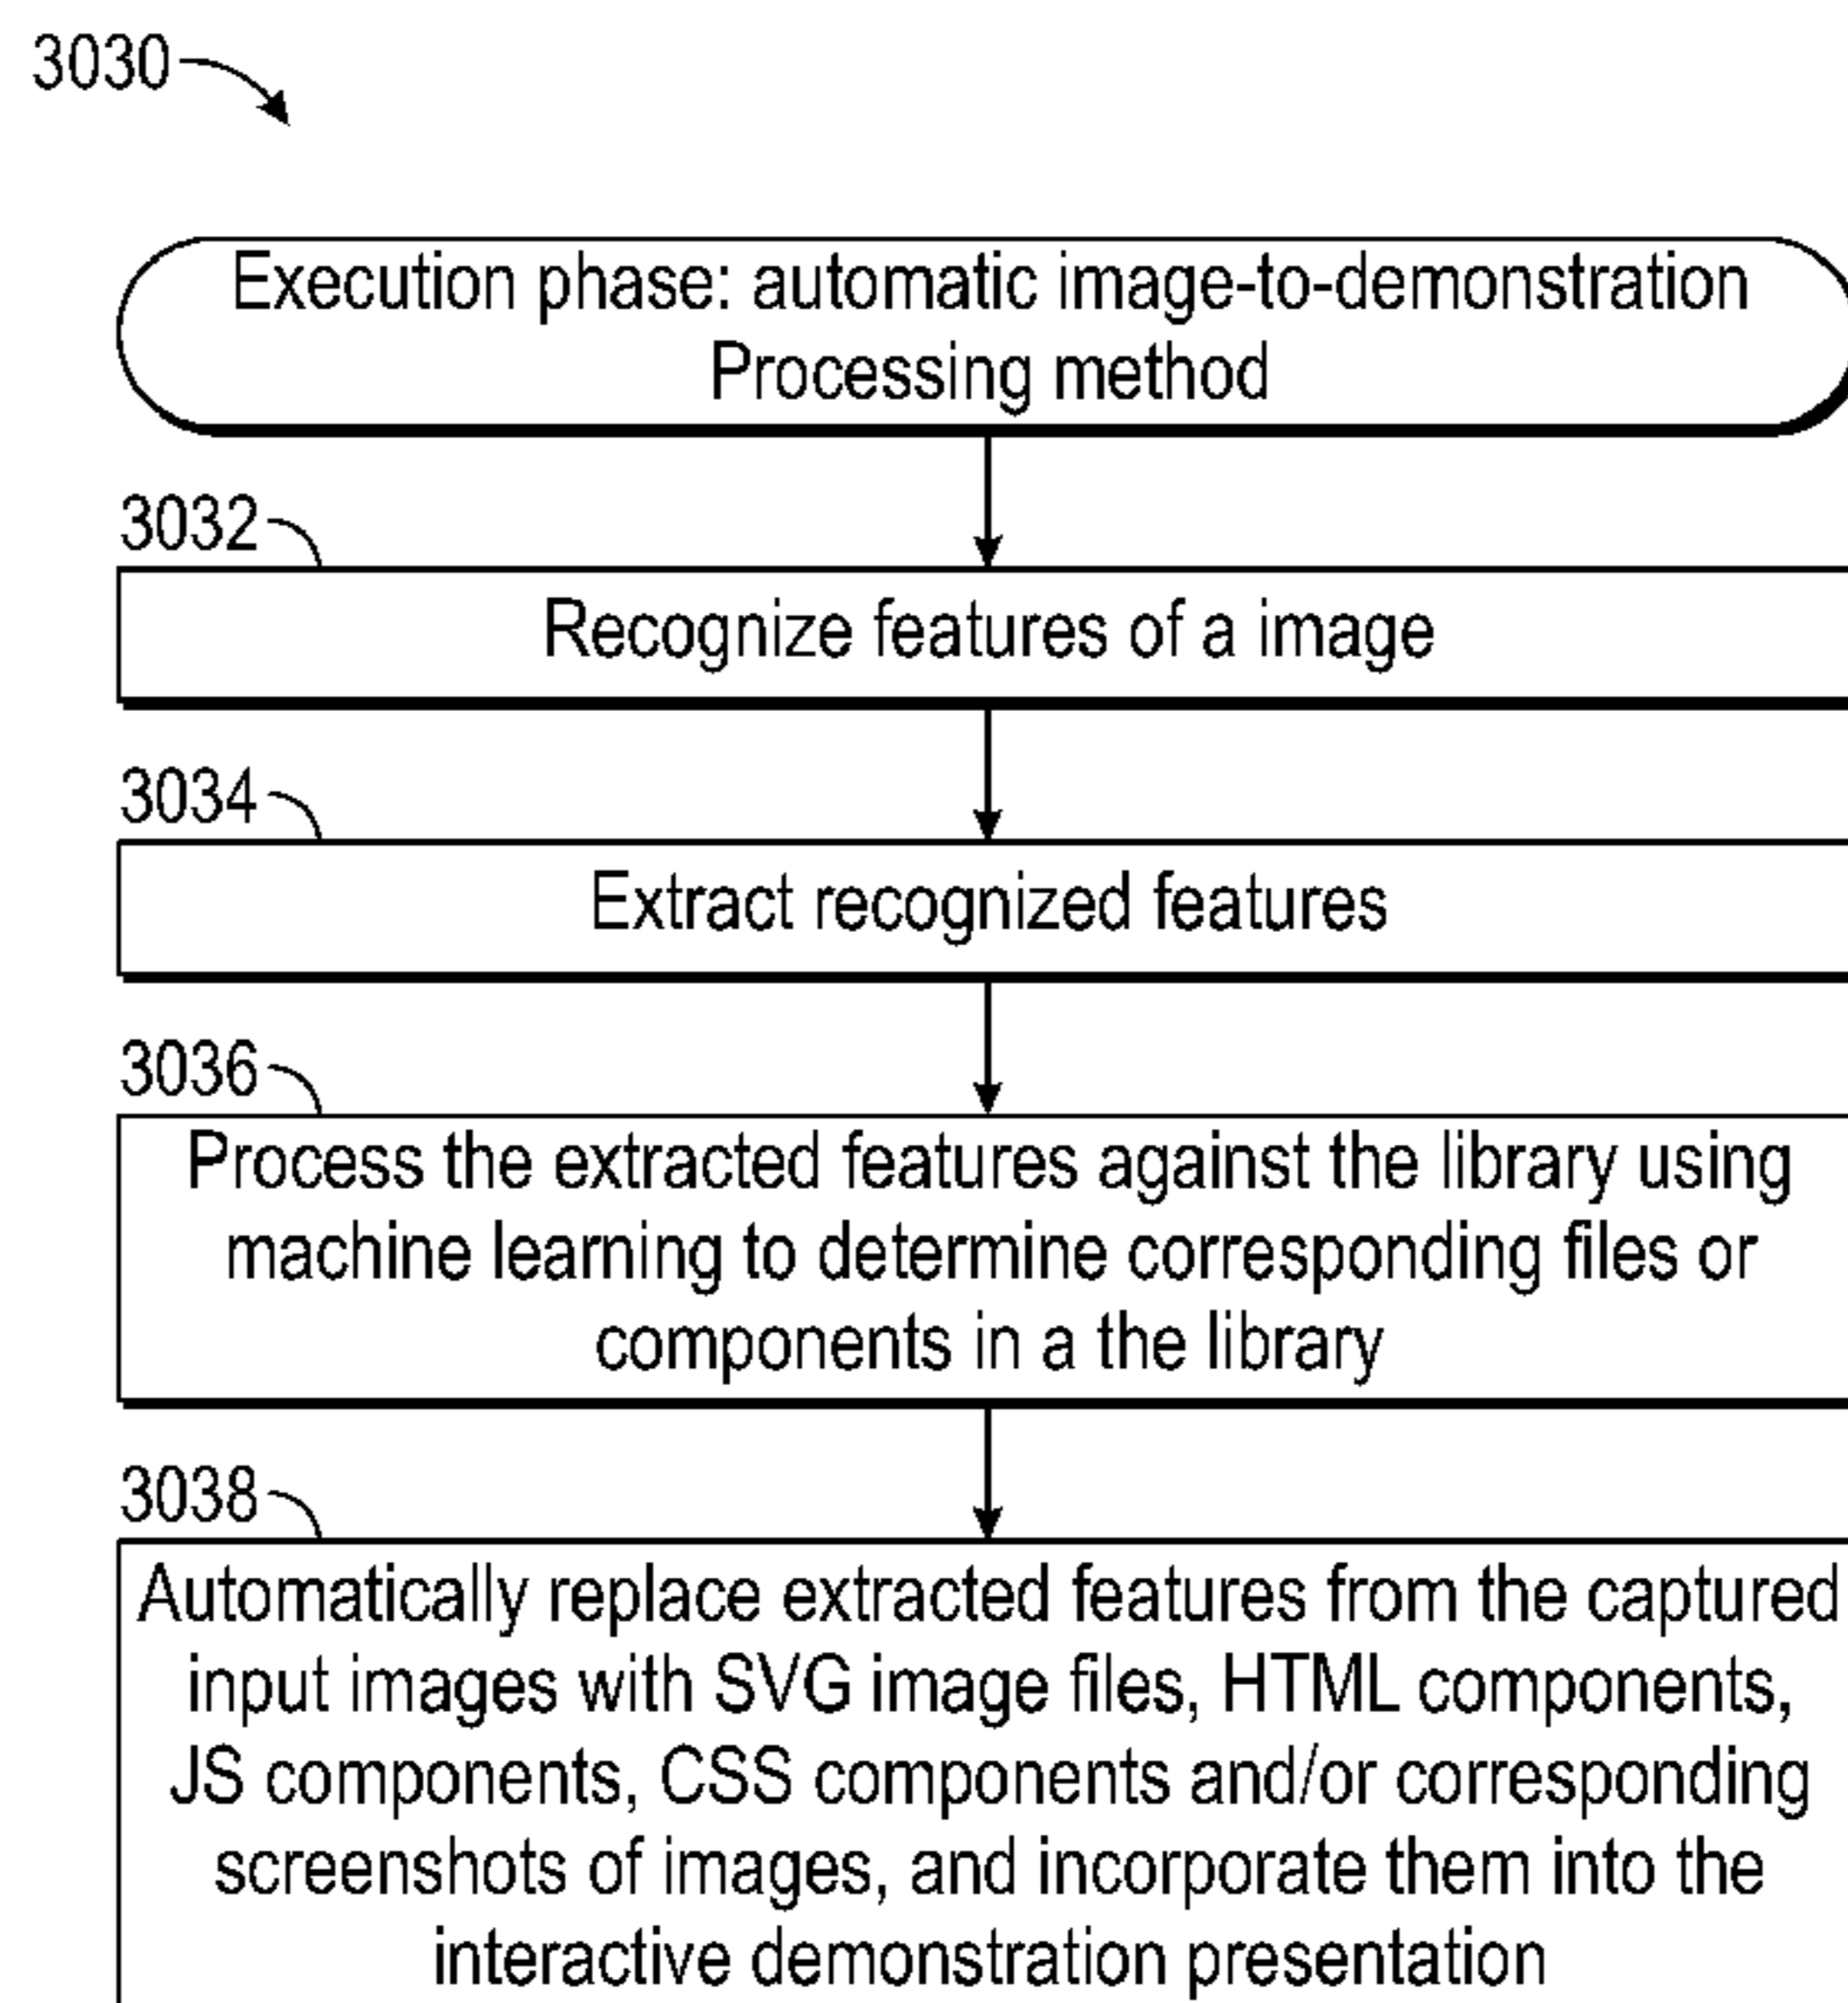 3030
Execution phase: automatic image-to-demonstration
Processing method
3032
Recognize features of a image
3034
Extract recognized features
3036
Process the extracted features against the library using
machine learning to determine corresponding files or
components in a the library
3038
Automatically replace extracted features from the captured
input images with SVG image files, HTML components,
JS components, CSS components and/or corresponding
screenshots of images, and incorporate them into the
interactive demonstration presentation